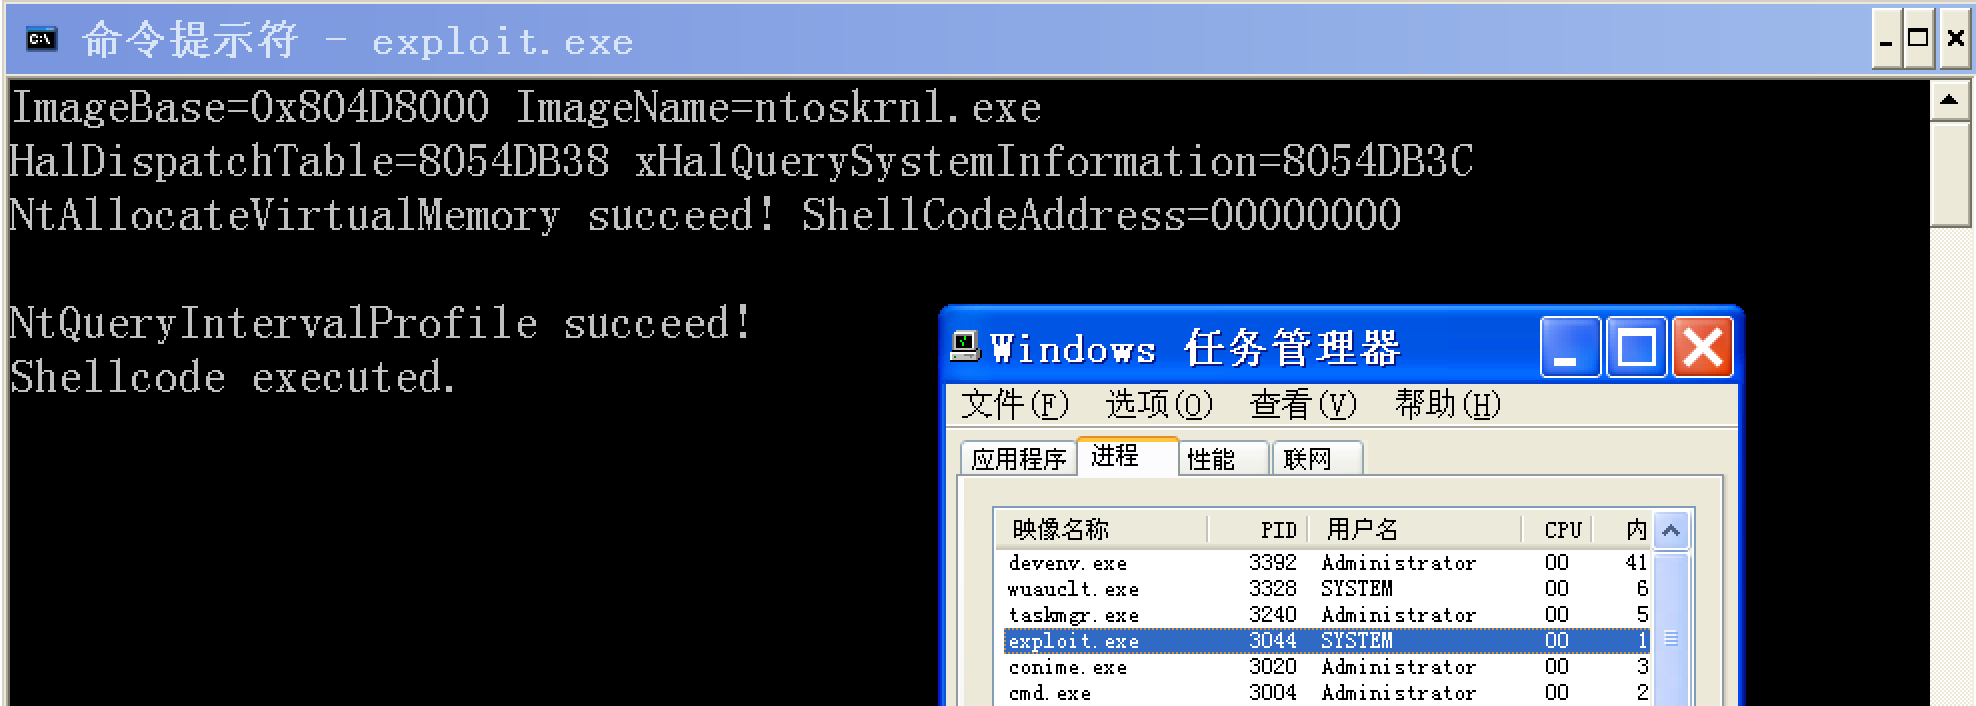 命令提示符 - exploit.exe
ImageBase=0x804D8000 ImageName=ntoskrnl.exe
HalDispatchTable=8054DB38 xHalQuerySystemInformation=8054DB3C
NtAllocateVirtualMemory succeed! ShellCodeAddress=00000000
NtQueryIntervalProfile succeed!
Shellcode executed.
Windows 任务管理器
文件(F) 选项(O) 查看(V) 帮助(H)
应用程序 进程 性能 联网
映像名称 PID 用户名 CPU 内
devenv.exe 3392 Administrator 00 41
wuauclt.exe 3328 SYSTEM 00 6
taskmgr.exe 3240 Administrator 00 5
exploit.exe 3044 SYSTEM 00 1
conime.exe 3020 Administrator 00 3
cmd.exe 3004 Administrator 00 2